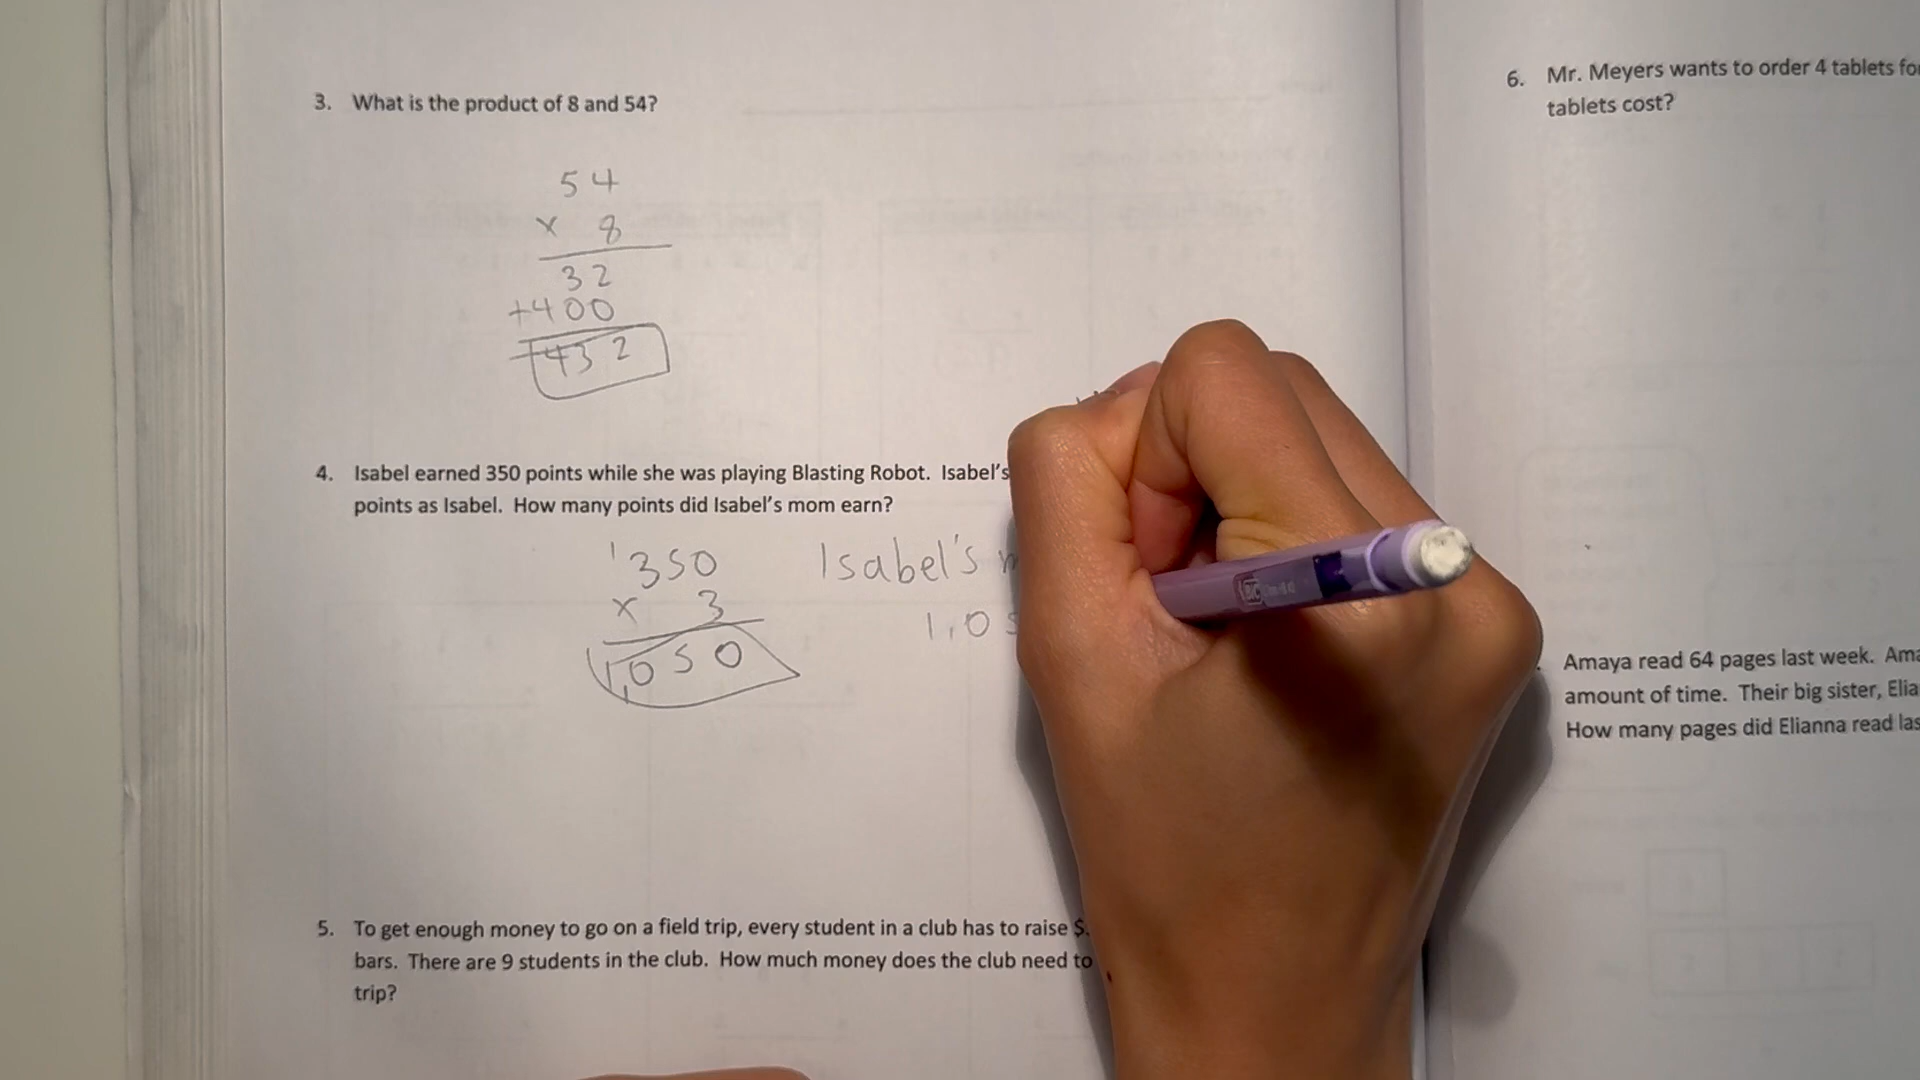 3. What is the product of 8 and 54?
54
x 8
32
+400
432
4. Isabel earned 350 points while she was playing Blasting Robot. Isabel's
points as Isabel. How many points did Isabel's mom earn?
1
350
x 3
1,050
Isabel's
1,0
5. To get enough money to go on a field trip, every student in a club has to raise $
bars. There are 9 students in the club. How much money does the club need to
trip?
6. Mr. Meyers wants to order 4 tablets for
tablets cost?
Amaya read 64 pages last week.
amount of time. Their big sister,
How many pages did Elianna read
BIC